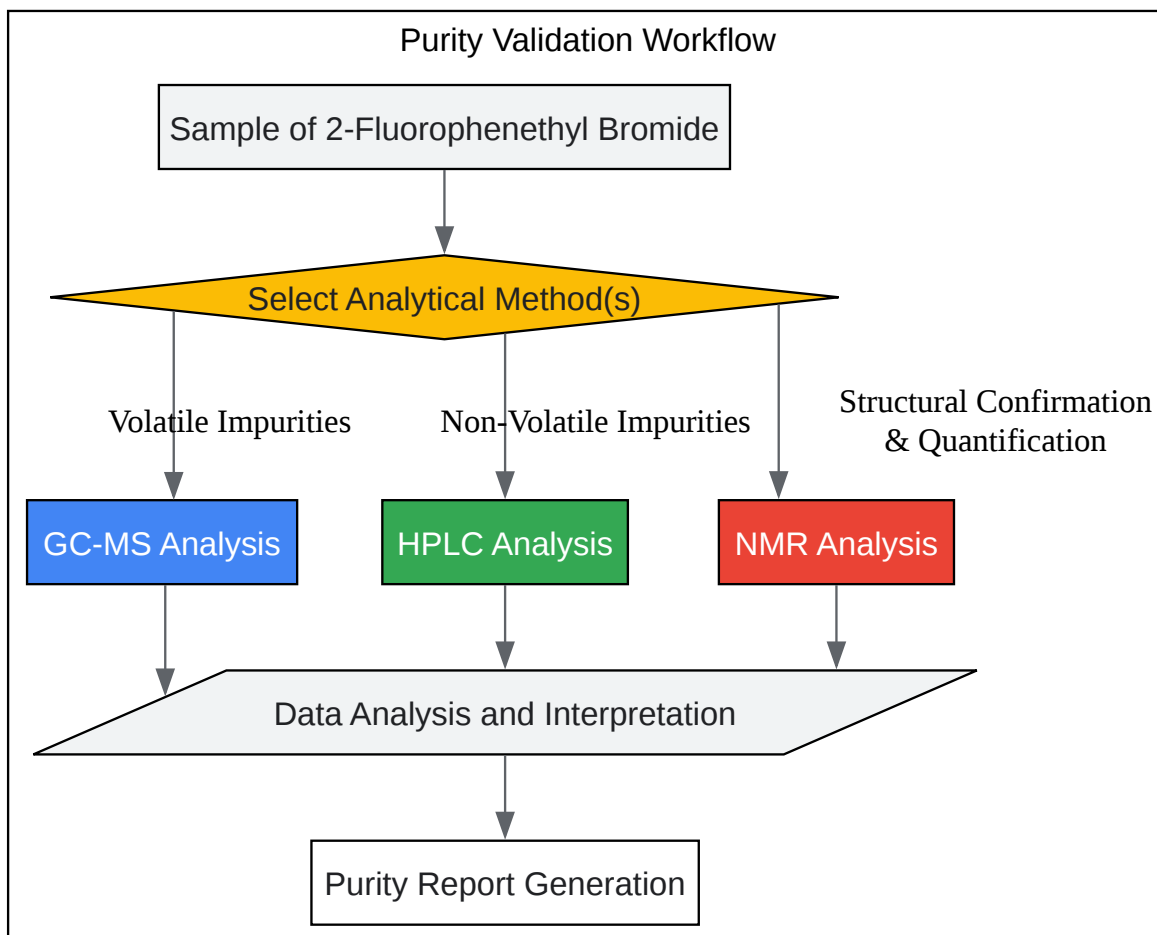 Purity Validation Workflow
Sample of 2-Fluorophenethyl Bromide
Select Analytical Method(s)
Volatile Impurities
Non-Volatile Impurities
Structural Confirmation
& Quantification
GC-MS Analysis
HPLC Analysis
NMR Analysis
Data Analysis and Interpretation
Purity Report Generation